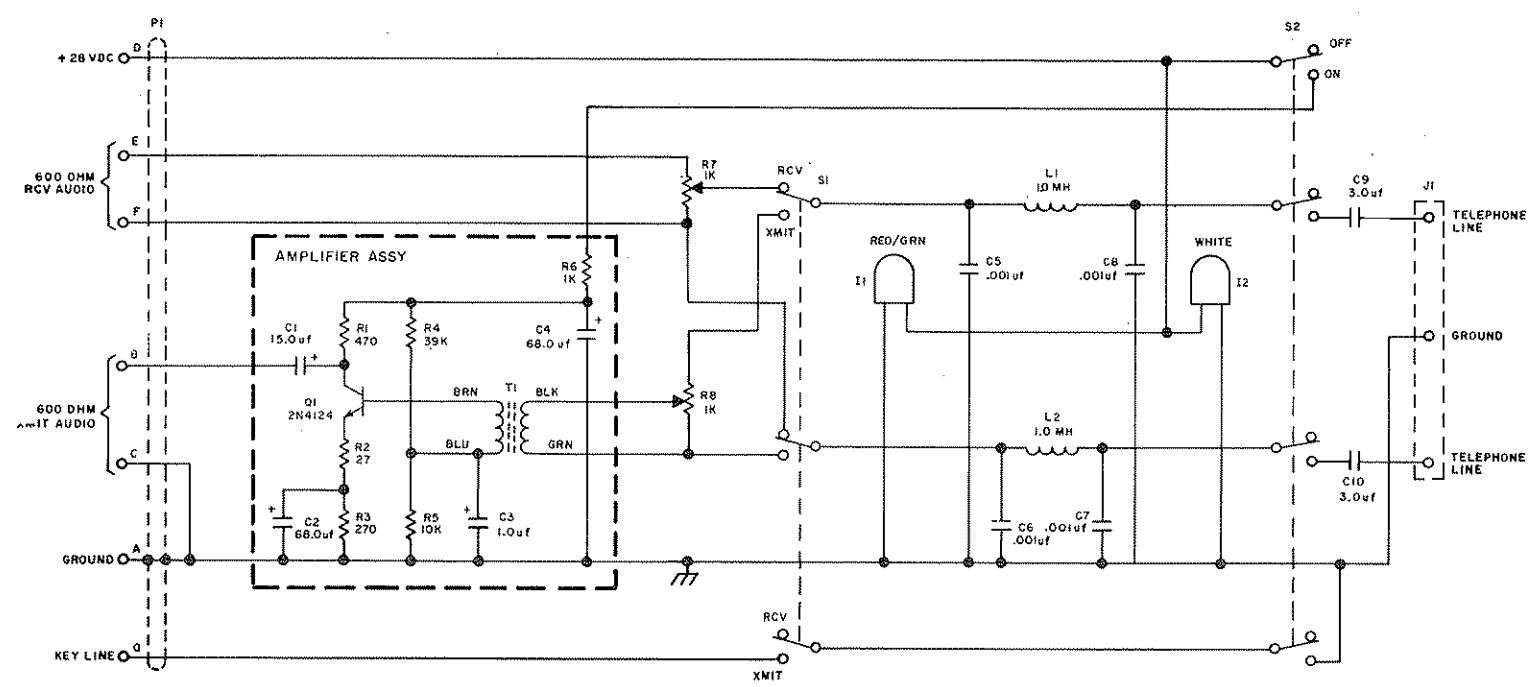 P1
S2
D
+28 VDC
OFF
ON
E
600 OHM
RCV AUDIO
F
R7
1K
RCV
S1
XMIT
L1
1.0 MH
C9
3.0uf
J1
TELEPHONE
LINE
AMPLIFIER ASSY
R6
1K
RED/GRN
I1
C5
.001uf
C8
.001uf
WHITE
I2
C1
15.0uf
+
R1
470
R4
39K
C4
68.0uf
+
GROUND
B
600 OHM
XMIT AUDIO
C
Q1
2N4124
BRN
T1
BLK
BLU
GRN
R8
1K
R2
27
L2
1.0 MH
TELEPHONE
LINE
C10
3.0uf
+
C2
68.0uf
R3
270
R5
10K
+
C3
1.0uf
C6
.001uf
C7
.001uf
GROUND
A
RCV
KEY LINE
XMIT